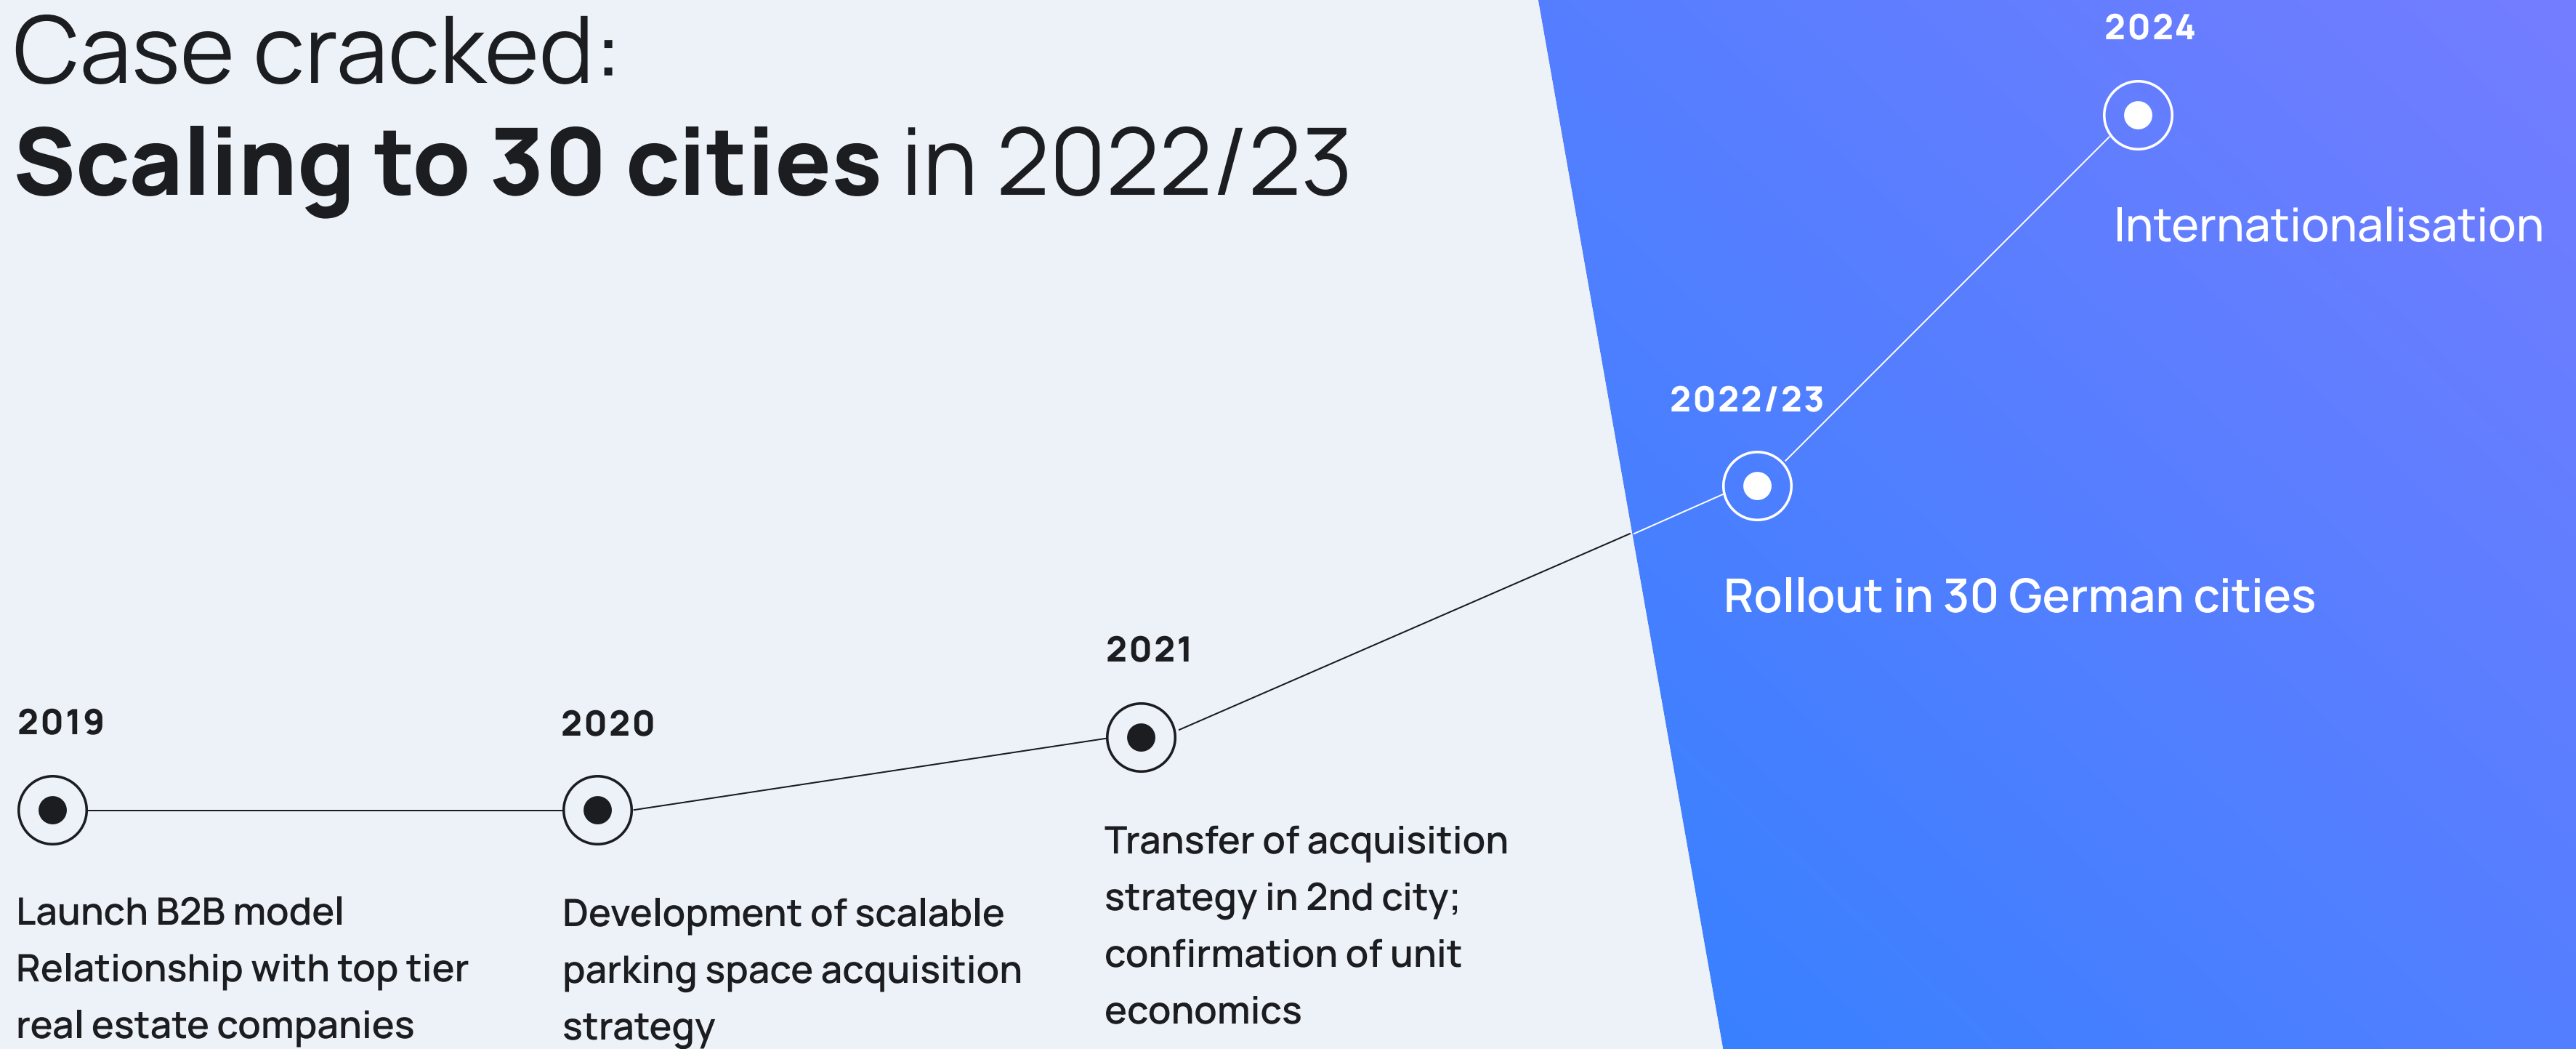 Case cracked:
Scaling to 30 cities in 2022/23
2019
Launch B2B model
Relationship with top tier
real estate companies
2020
Development of scalable
parking space acquisition
strategy
2021
Transfer of acquisition
strategy in 2nd city;
confirmation of unit
economics
2022/23
Rollout in 30 German cities
2024
Internationalisation